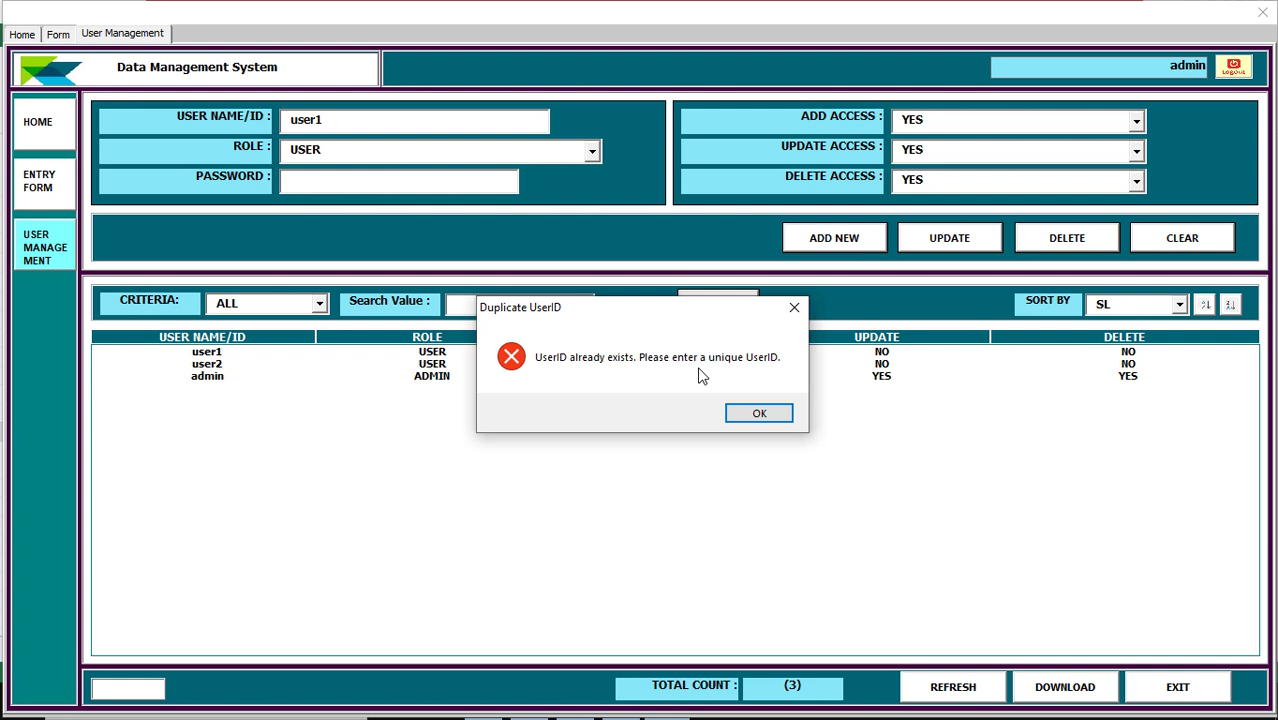 Home Form User Management
Data Management System
admin
Logout
HOME
ENTRY
FORM
USER
MANAGE
MENT
USER NAME/ID : user1
ROLE : USER
PASSWORD :
ADD ACCESS : YES
UPDATE ACCESS : YES
DELETE ACCESS : YES
ADD NEW UPDATE DELETE CLEAR
CRITERIA: ALL Search Value : SORT BY SL
Duplicate UserID
UserID already exists. Please enter a unique UserID.
OK
USER NAME/ID ROLE UPDATE DELETE
user1 USER NO NO
user2 USER NO NO
admin ADMIN YES YES
TOTAL COUNT : (3) REFRESH DOWNLOAD EXIT